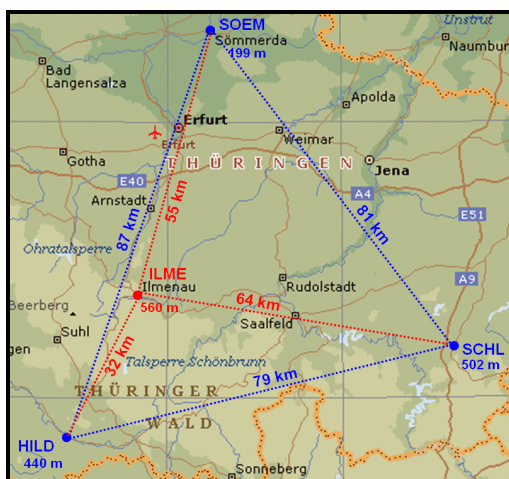 SOEM
Sömmerda
199 m
Unstrut
Naumbu
Bad
Langensalza
Apolda
Erfurt
Erfurt
Weimar
Gotha
THÜRINGEN
Jena
E40
A4
Arnstadt
87 km
55 km
81 km
E51
Ohratalsperre
ILME
Ilmenau
560 m
A9
Rudolstadt
Beerberg
64 km
Saalfeld
Suhl
gen
32 km
Talsperre Schönbrunn
SCHL
502 m
79 km
THÜRINGER
WALD
HILD
440 m
Sonneberg